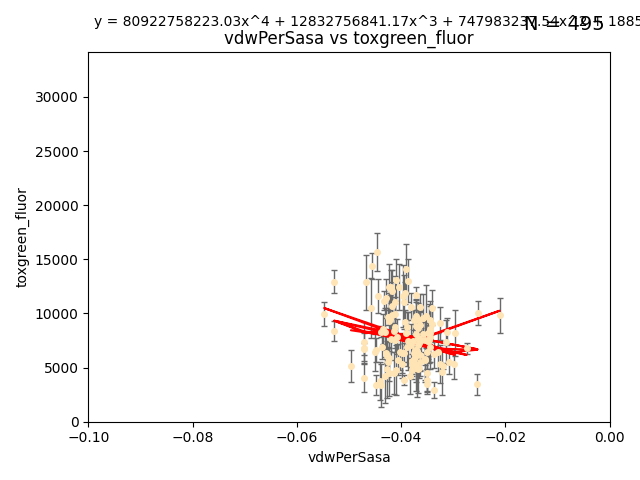 y = 80922758223.03x^4 + 12832756841.17x^3 + 747983237.54x^2 + 1885
N = 495
vdwPerSasa vs toxgreen_fluor
toxgreen_fluor
30000
25000
20000
15000
10000
5000
0
−0.10 −0.08 −0.06 −0.04 −0.02 0.00
vdwPerSasa